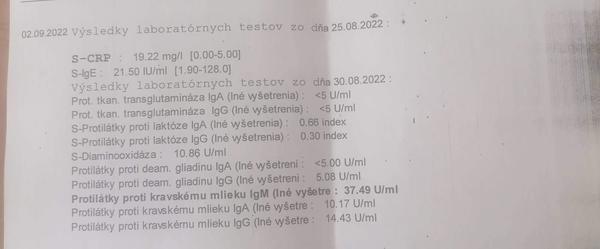 02.09.2022 Výsledky laboratórnych testov zo dňa 25.08.2022 :
S-CRP : 19.22 mg/l [0.00-5.00]
S-IgE : 21.50 IU/ml [1.90-128.0]
Výsledky laboratórnych testov zo dňa 30.08.2022 :
Prot. tkan. transglutamináza IgA (Iné vyšetrenia) : <5 U/ml
Prot. tkan. transglutamináza IgG (Iné vyšetrenia) : <5 U/ml
S-Protilátky proti laktóze IgA (Iné vyšetrenia) : 0.66 index
S-Protilátky proti laktóze IgG (Iné vyšetrenia) : 0.30 index
S-Diaminooxidáza : 10.86 U/ml
Protilátky proti deam. gliadinu IgA (Iné vyšetreni : <5.00 U/ml
Protilátky proti deam. gliadinu IgG (Iné vyšetreni : 5.08 U/ml
Protilátky proti kravskému mlieku IgM (Iné vyšetre : 37.49 U/ml
Protilátky proti kravskému mlieku IgA (Iné vyšetre : 10.17 U/ml
Protilátky proti kravskému mlieku IgG (Iné vyšetre : 14.43 U/ml